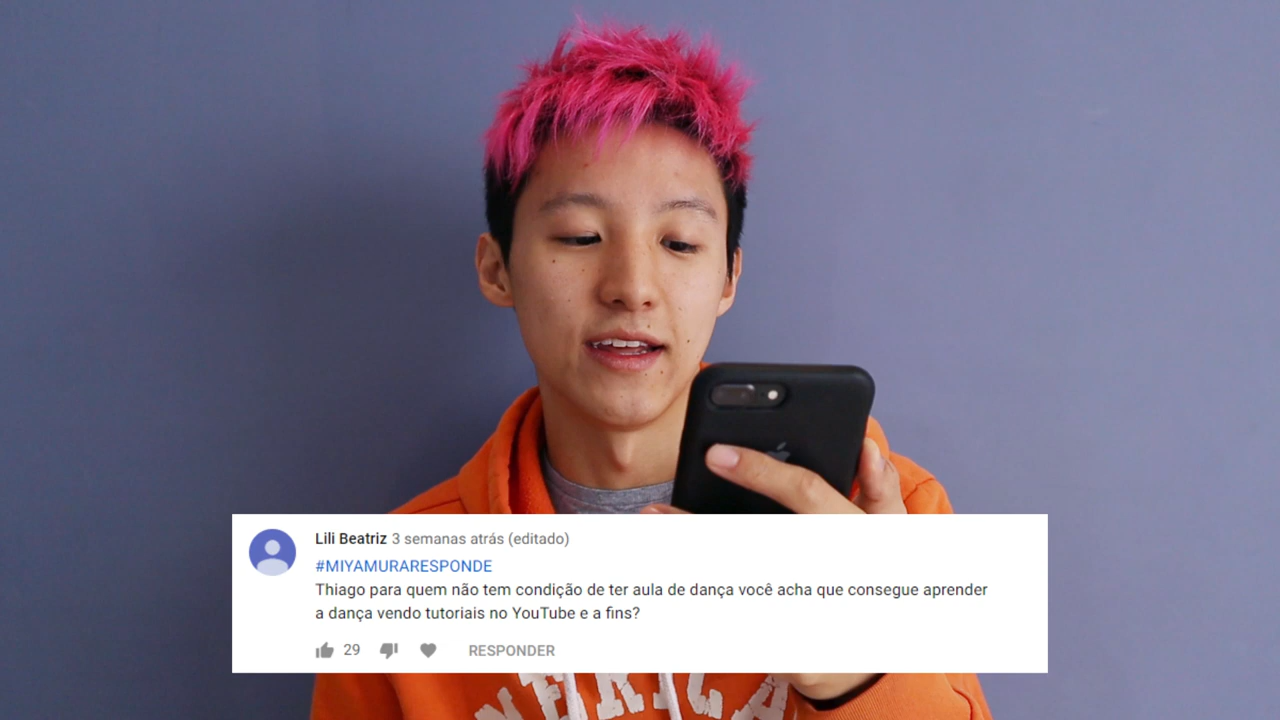 Lili Beatriz 3 semanas atrás (editado)
#MIYAMURARESPONDE
Thiago para quem não tem condição de ter aula de dança você acha que consegue aprender
a dança vendo tutoriais no YouTube e a fins?
29
RESPONDER